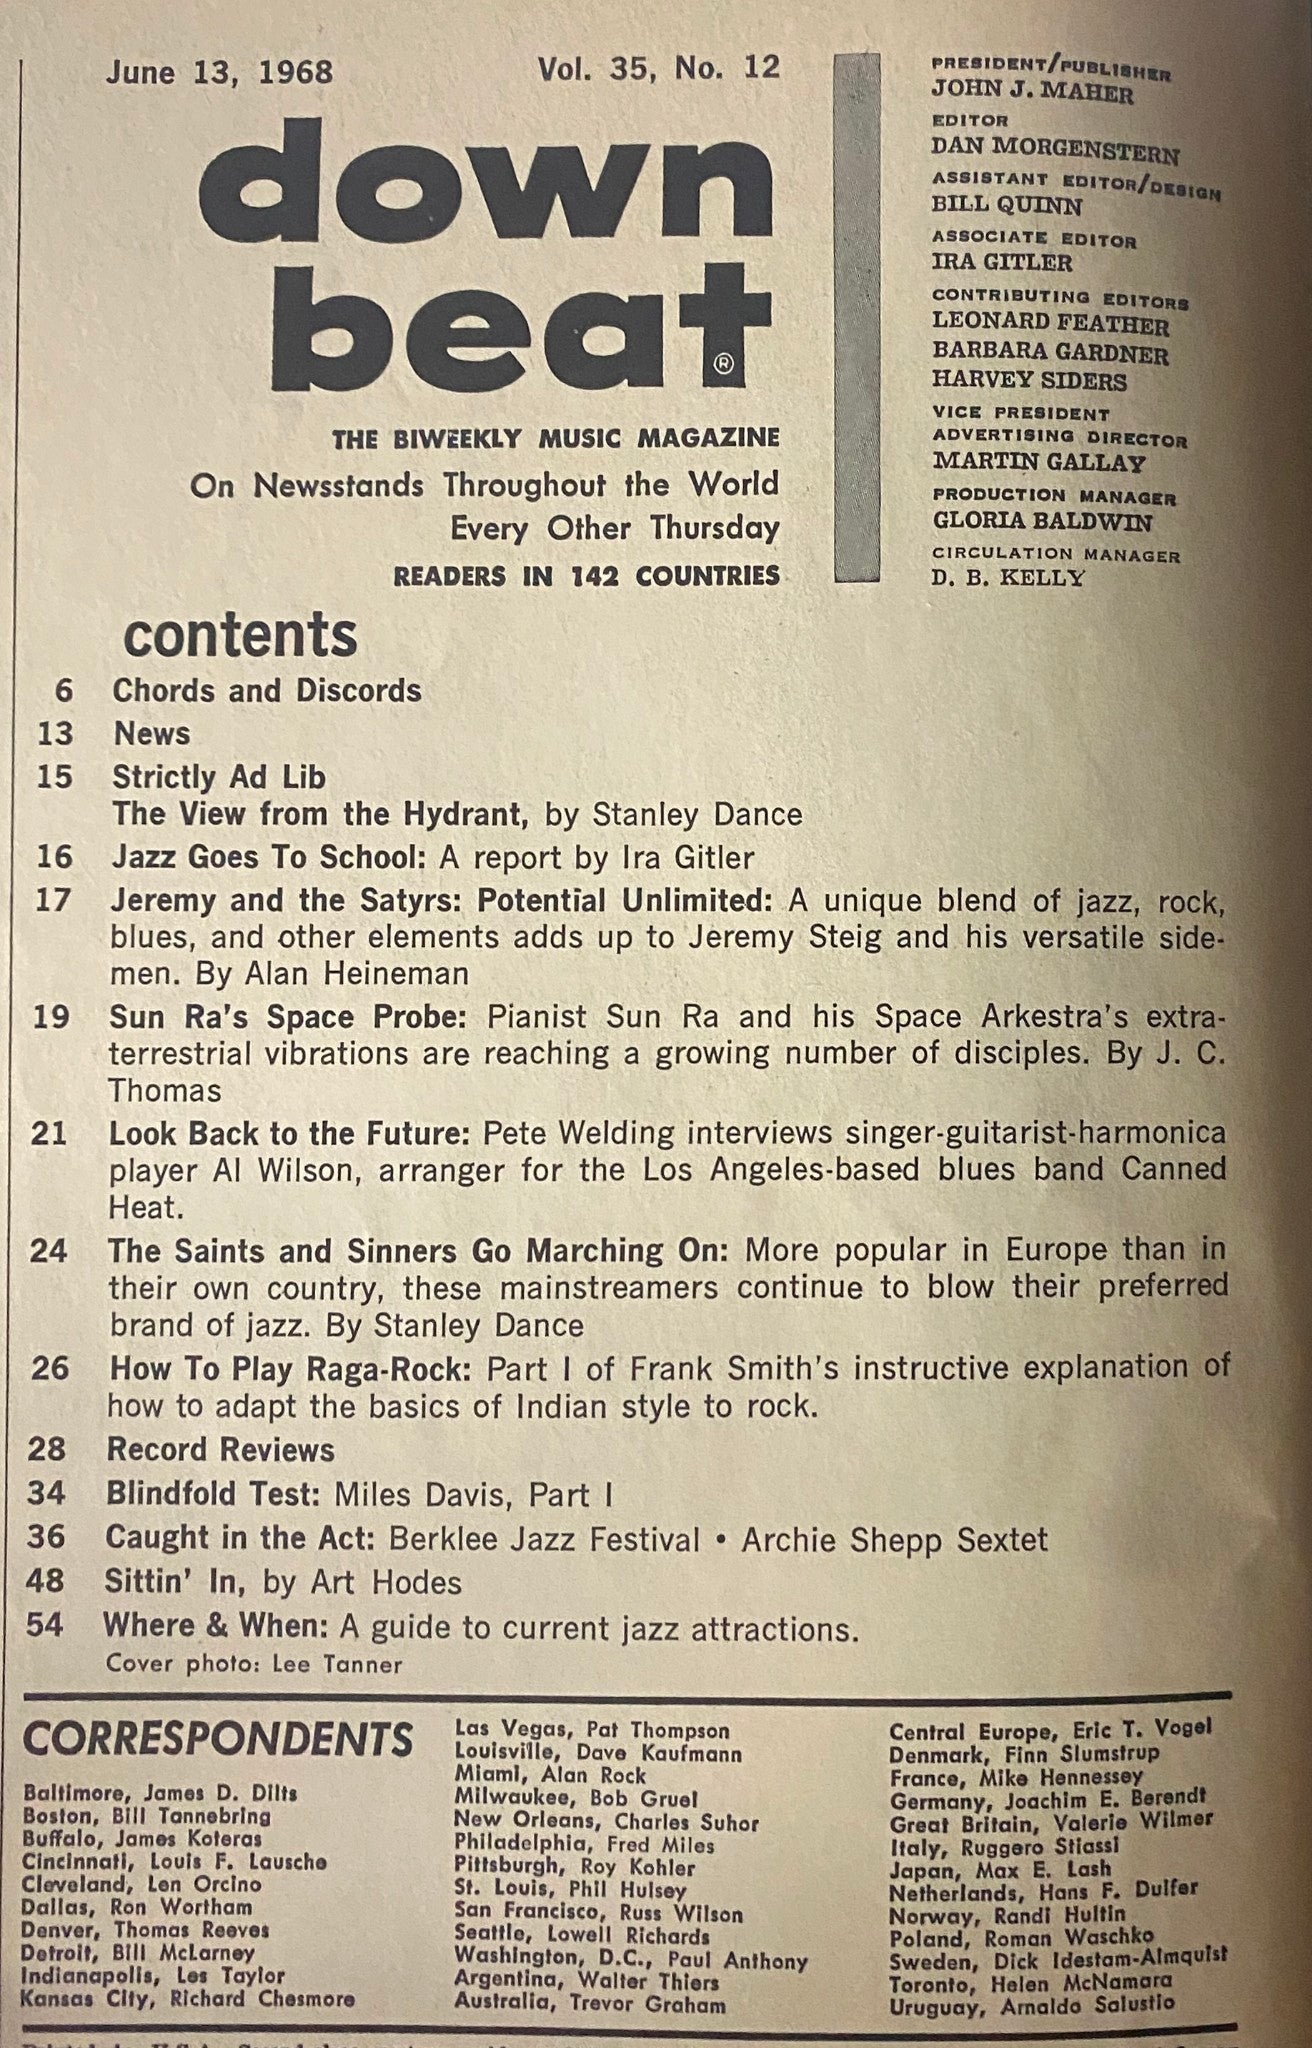 June 13, 1968
Vol. 35, No. 12
down
beat
®
THE BIWEEKLY MUSIC MAGAZINE
On Newsstands Throughout the World
Every Other Thursday
READERS IN 142 COUNTRIES
PRESIDENT/PUBLISHER
JOHN J. MAHER
EDITOR
DAN MORGENSTERN
ASSISTANT EDITOR/DESIGN
BILL QUINN
ASSOCIATE EDITOR
IRA GITLER
CONTRIBUTING EDITORS
LEONARD FEATHER
BARBARA GARDNER
HARVEY SIDERS
VICE PRESIDENT
ADVERTISING DIRECTOR
MARTIN GALLAY
PRODUCTION MANAGER
GLORIA BALDWIN
CIRCULATION MANAGER
D. B. KELLY
contents
6 Chords and Discords
13 News
15 Strictly Ad Lib
The View from the Hydrant, by Stanley Dance
16 Jazz Goes To School: A report by Ira Gitler
17 Jeremy and the Satyrs: Potential Unlimited: A unique blend of jazz, rock,
blues, and other elements adds up to Jeremy Steig and his versatile side-
men. By Alan Heineman
19 Sun Ra's Space Probe: Pianist Sun Ra and his Space Arkestra's extra-
terrestrial vibrations are reaching a growing number of disciples. By J. C.
Thomas
21 Look Back to the Future: Pete Welding interviews singer-guitarist-harmonica
player Al Wilson, arranger for the Los Angeles-based blues band Canned
Heat.
24 The Saints and Sinners Go Marching On: More popular in Europe than in
their own country, these mainstreamers continue to blow their preferred
brand of jazz. By Stanley Dance
26 How To Play Raga-Rock: Part I of Frank Smith's instructive explanation of
how to adapt the basics of Indian style to rock.
28 Record Reviews
34 Blindfold Test: Miles Davis, Part I
36 Caught in the Act: Berklee Jazz Festival • Archie Shepp Sextet
48 Sittin' In, by Art Hodes
54 Where & When: A guide to current jazz attractions.
Cover photo: Lee Tanner
CORRESPONDENTS
Baltimore, James D. Dilts
Boston, Bill Tannebring
Buffalo, James Koteras
Cincinnati, Louis F. Lausche
Cleveland, Len Orcino
Dallas, Ron Wortham
Denver, Thomas Reeves
Detroit, Bill McLarney
Indianapolis, Les Taylor
Kansas City, Richard Chesmore
Las Vegas, Pat Thompson
Louisville, Dave Kaufmann
Miami, Alan Rock
Milwaukee, Bob Gruel
New Orleans, Charles Suhor
Philadelphia, Fred Miles
Pittsburgh, Roy Kohler
St. Louis, Phil Hulsey
San Francisco, Russ Wilson
Seattle, Lowell Richards
Washington, D.C., Paul Anthony
Argentina, Walter Thiers
Australia, Trevor Graham
Central Europe, Eric T. Vogel
Denmark, Finn Slumstrup
France, Mike Hennessey
Germany, Joachim E. Berendt
Great Britain, Valerie Wilmer
Italy, Ruggero Stiassi
Japan, Max E. Lash
Netherlands, Hans F. Dulfer
Norway, Randi Hultin
Poland, Roman Waschko
Sweden, Dick Idestam-Almquist
Toronto, Helen McNamara
Uruguay, Arnaldo Salustio